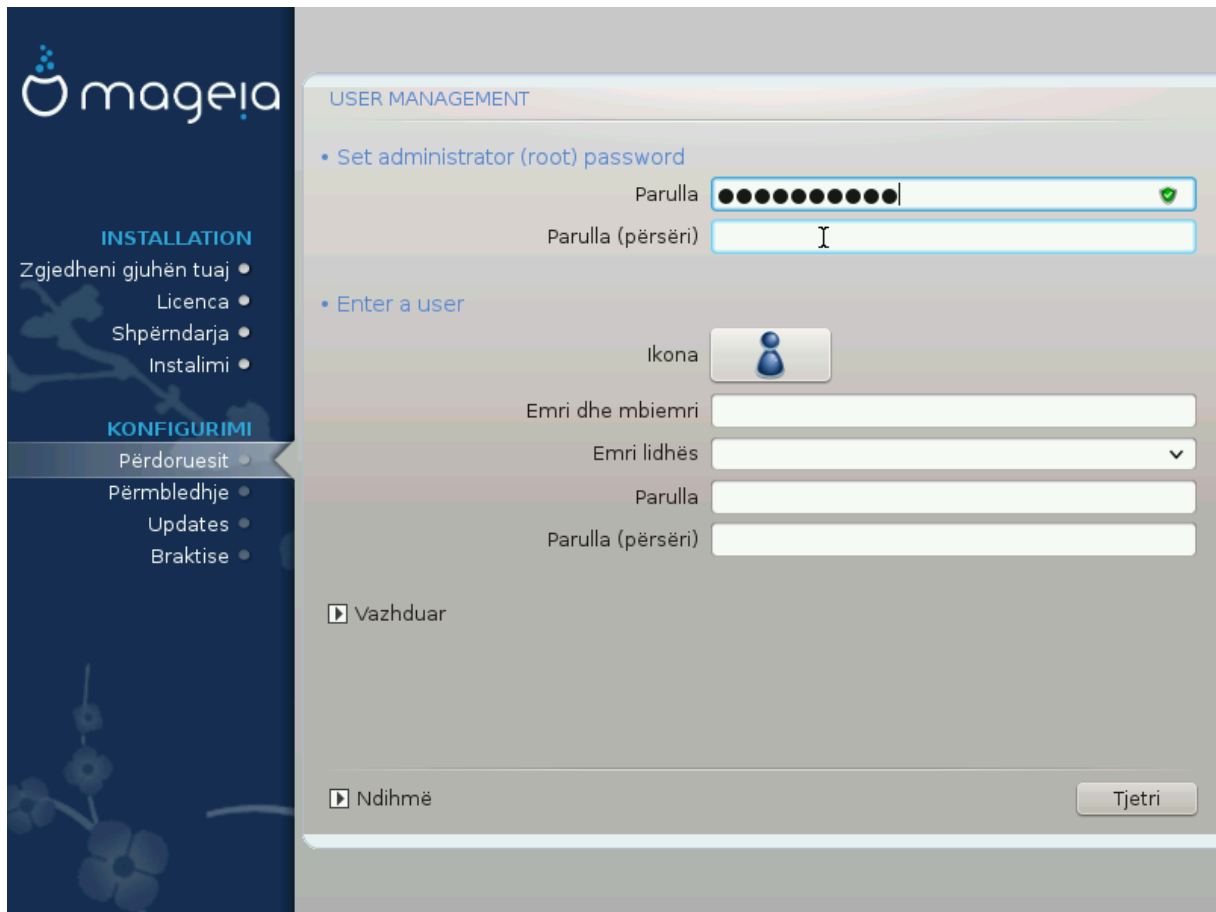 mageia
INSTALLATION
Zgjedheni gjuhën tuaj
Licenca
Shpërndarja
Instalimi
KONFIGURIMI
Përdoruesit
Përmbledhje
Updates
Braktise
USER MANAGEMENT
• Set administrator (root) password
Parulla
Parulla (përsëri)
• Enter a user
Ikona
Emri dhe mbiemri
Emri lidhës
Parulla
Parulla (përsëri)
Vazhduar
Ndihmë
Tjetri